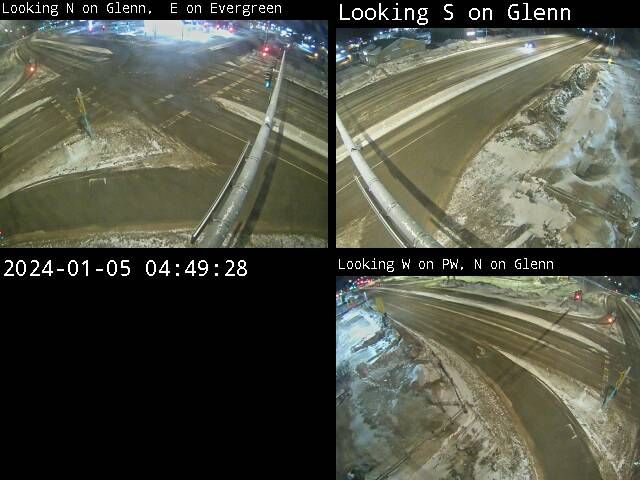 Looking N on Glenn, E on Evergreen
Looking S on Glenn
2024-01-05 04:49:28
Looking W on PW, N on Glenn